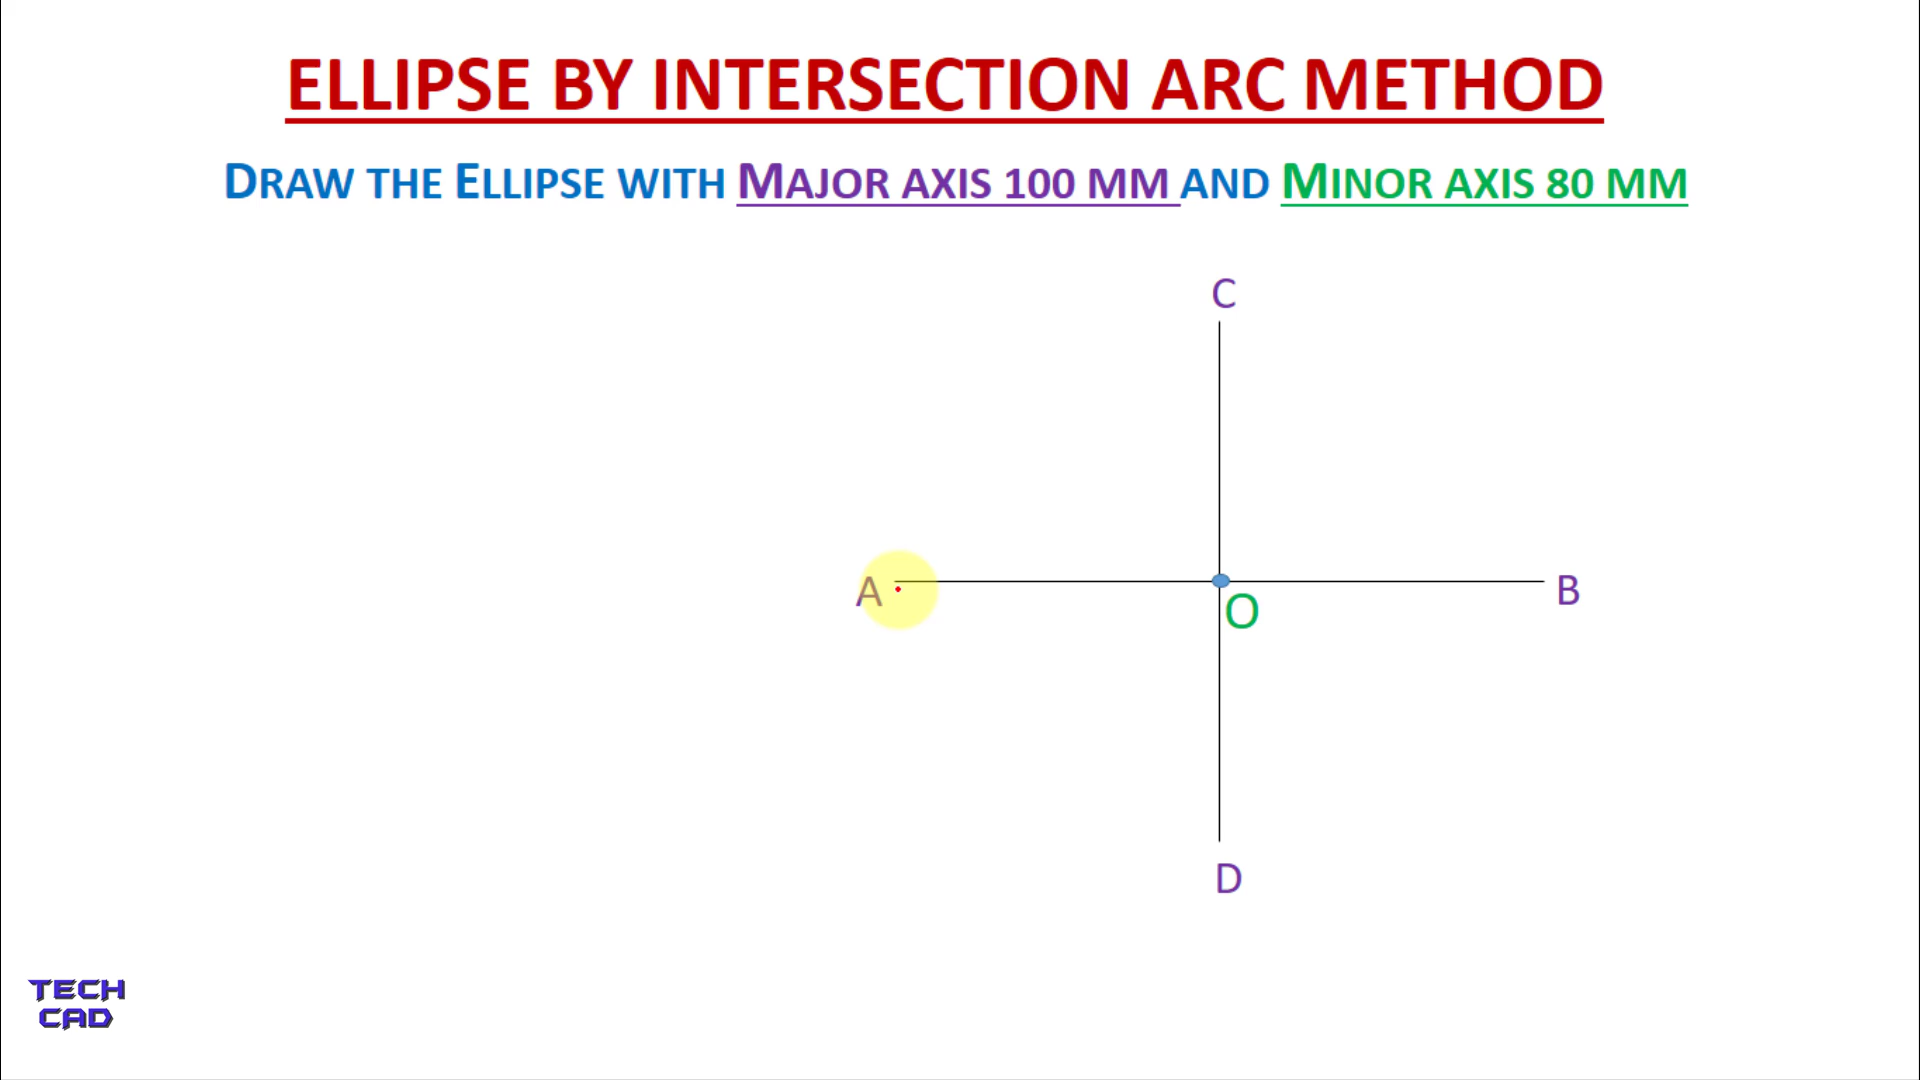 ELLIPSE BY INTERSECTION ARC METHOD
DRAW THE ELLIPSE WITH MAJOR AXIS 100 MM AND MINOR AXIS 80 MM
C
A
B
O
D
TECH
CAD